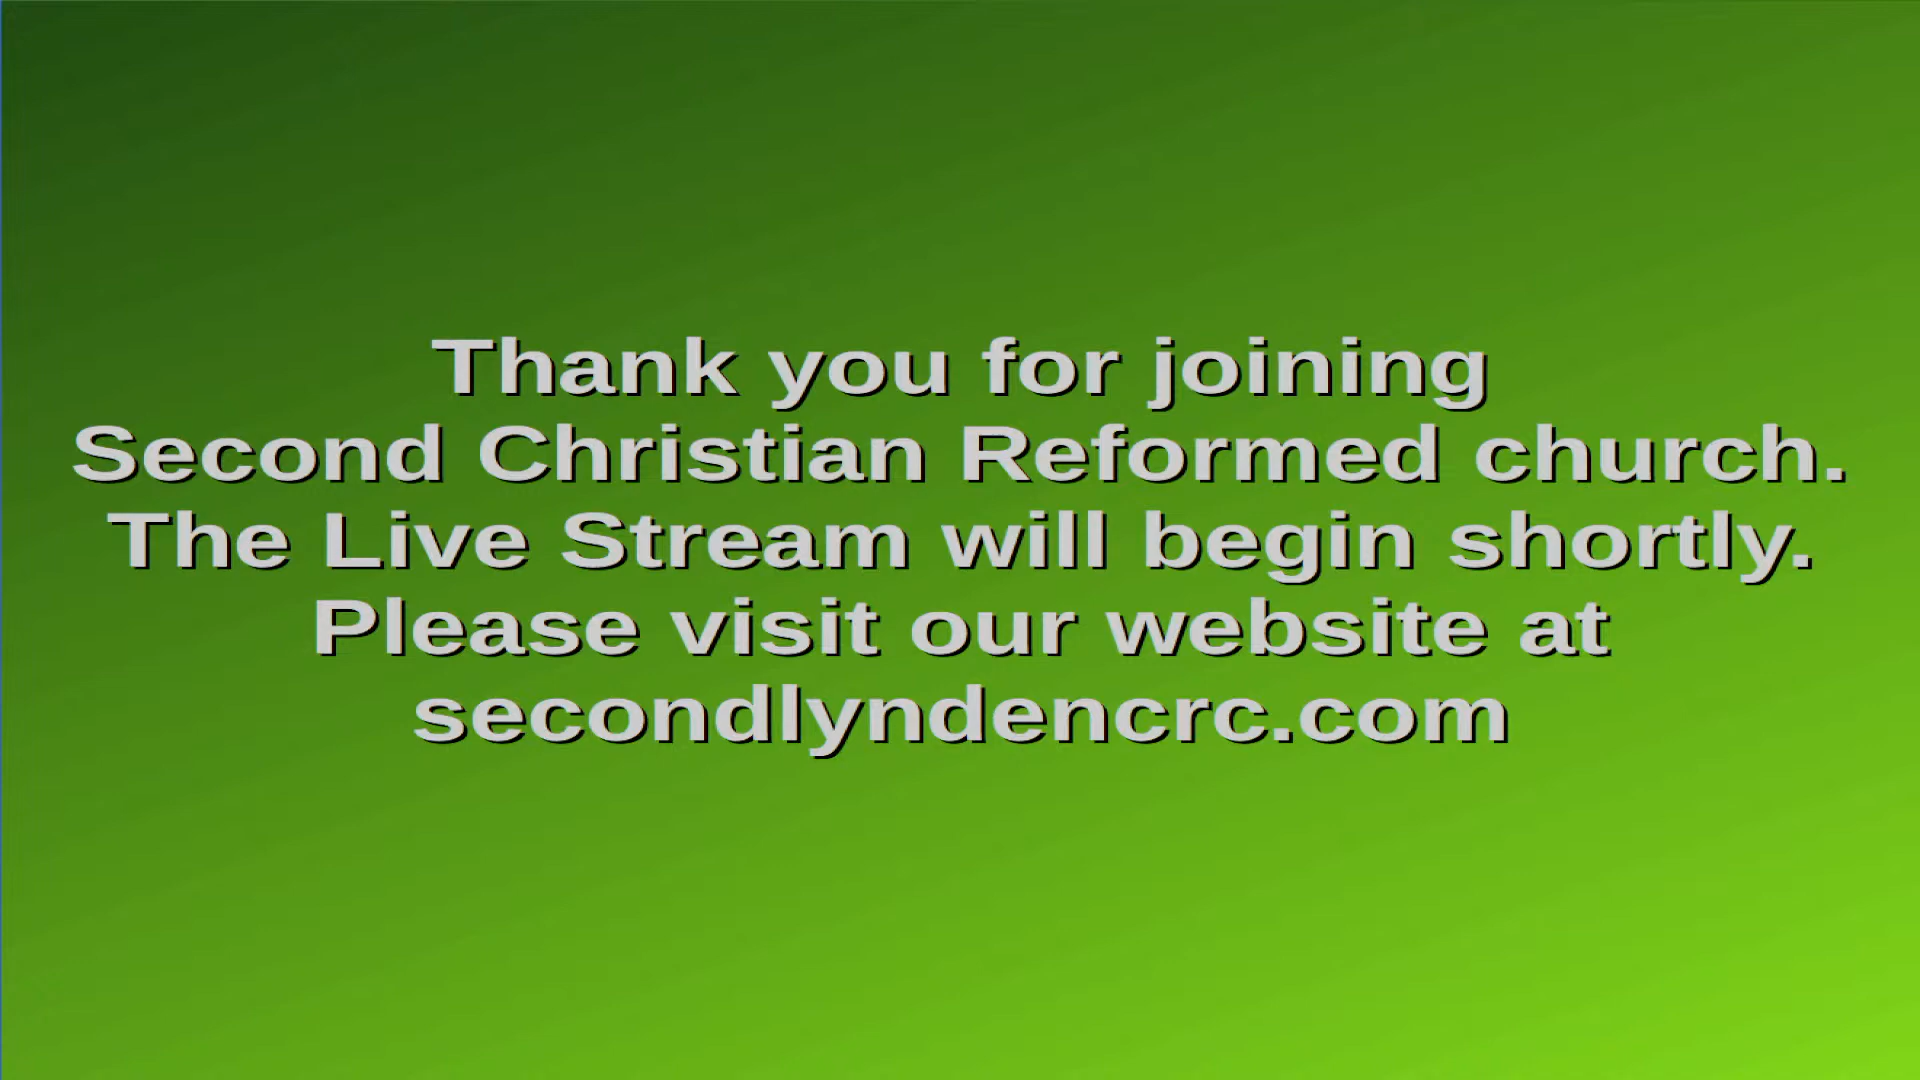 Thank you for joining
Second Christian Reformed church.
The Live Stream will begin shortly.
Please visit our website at
secondlyndencrc.com